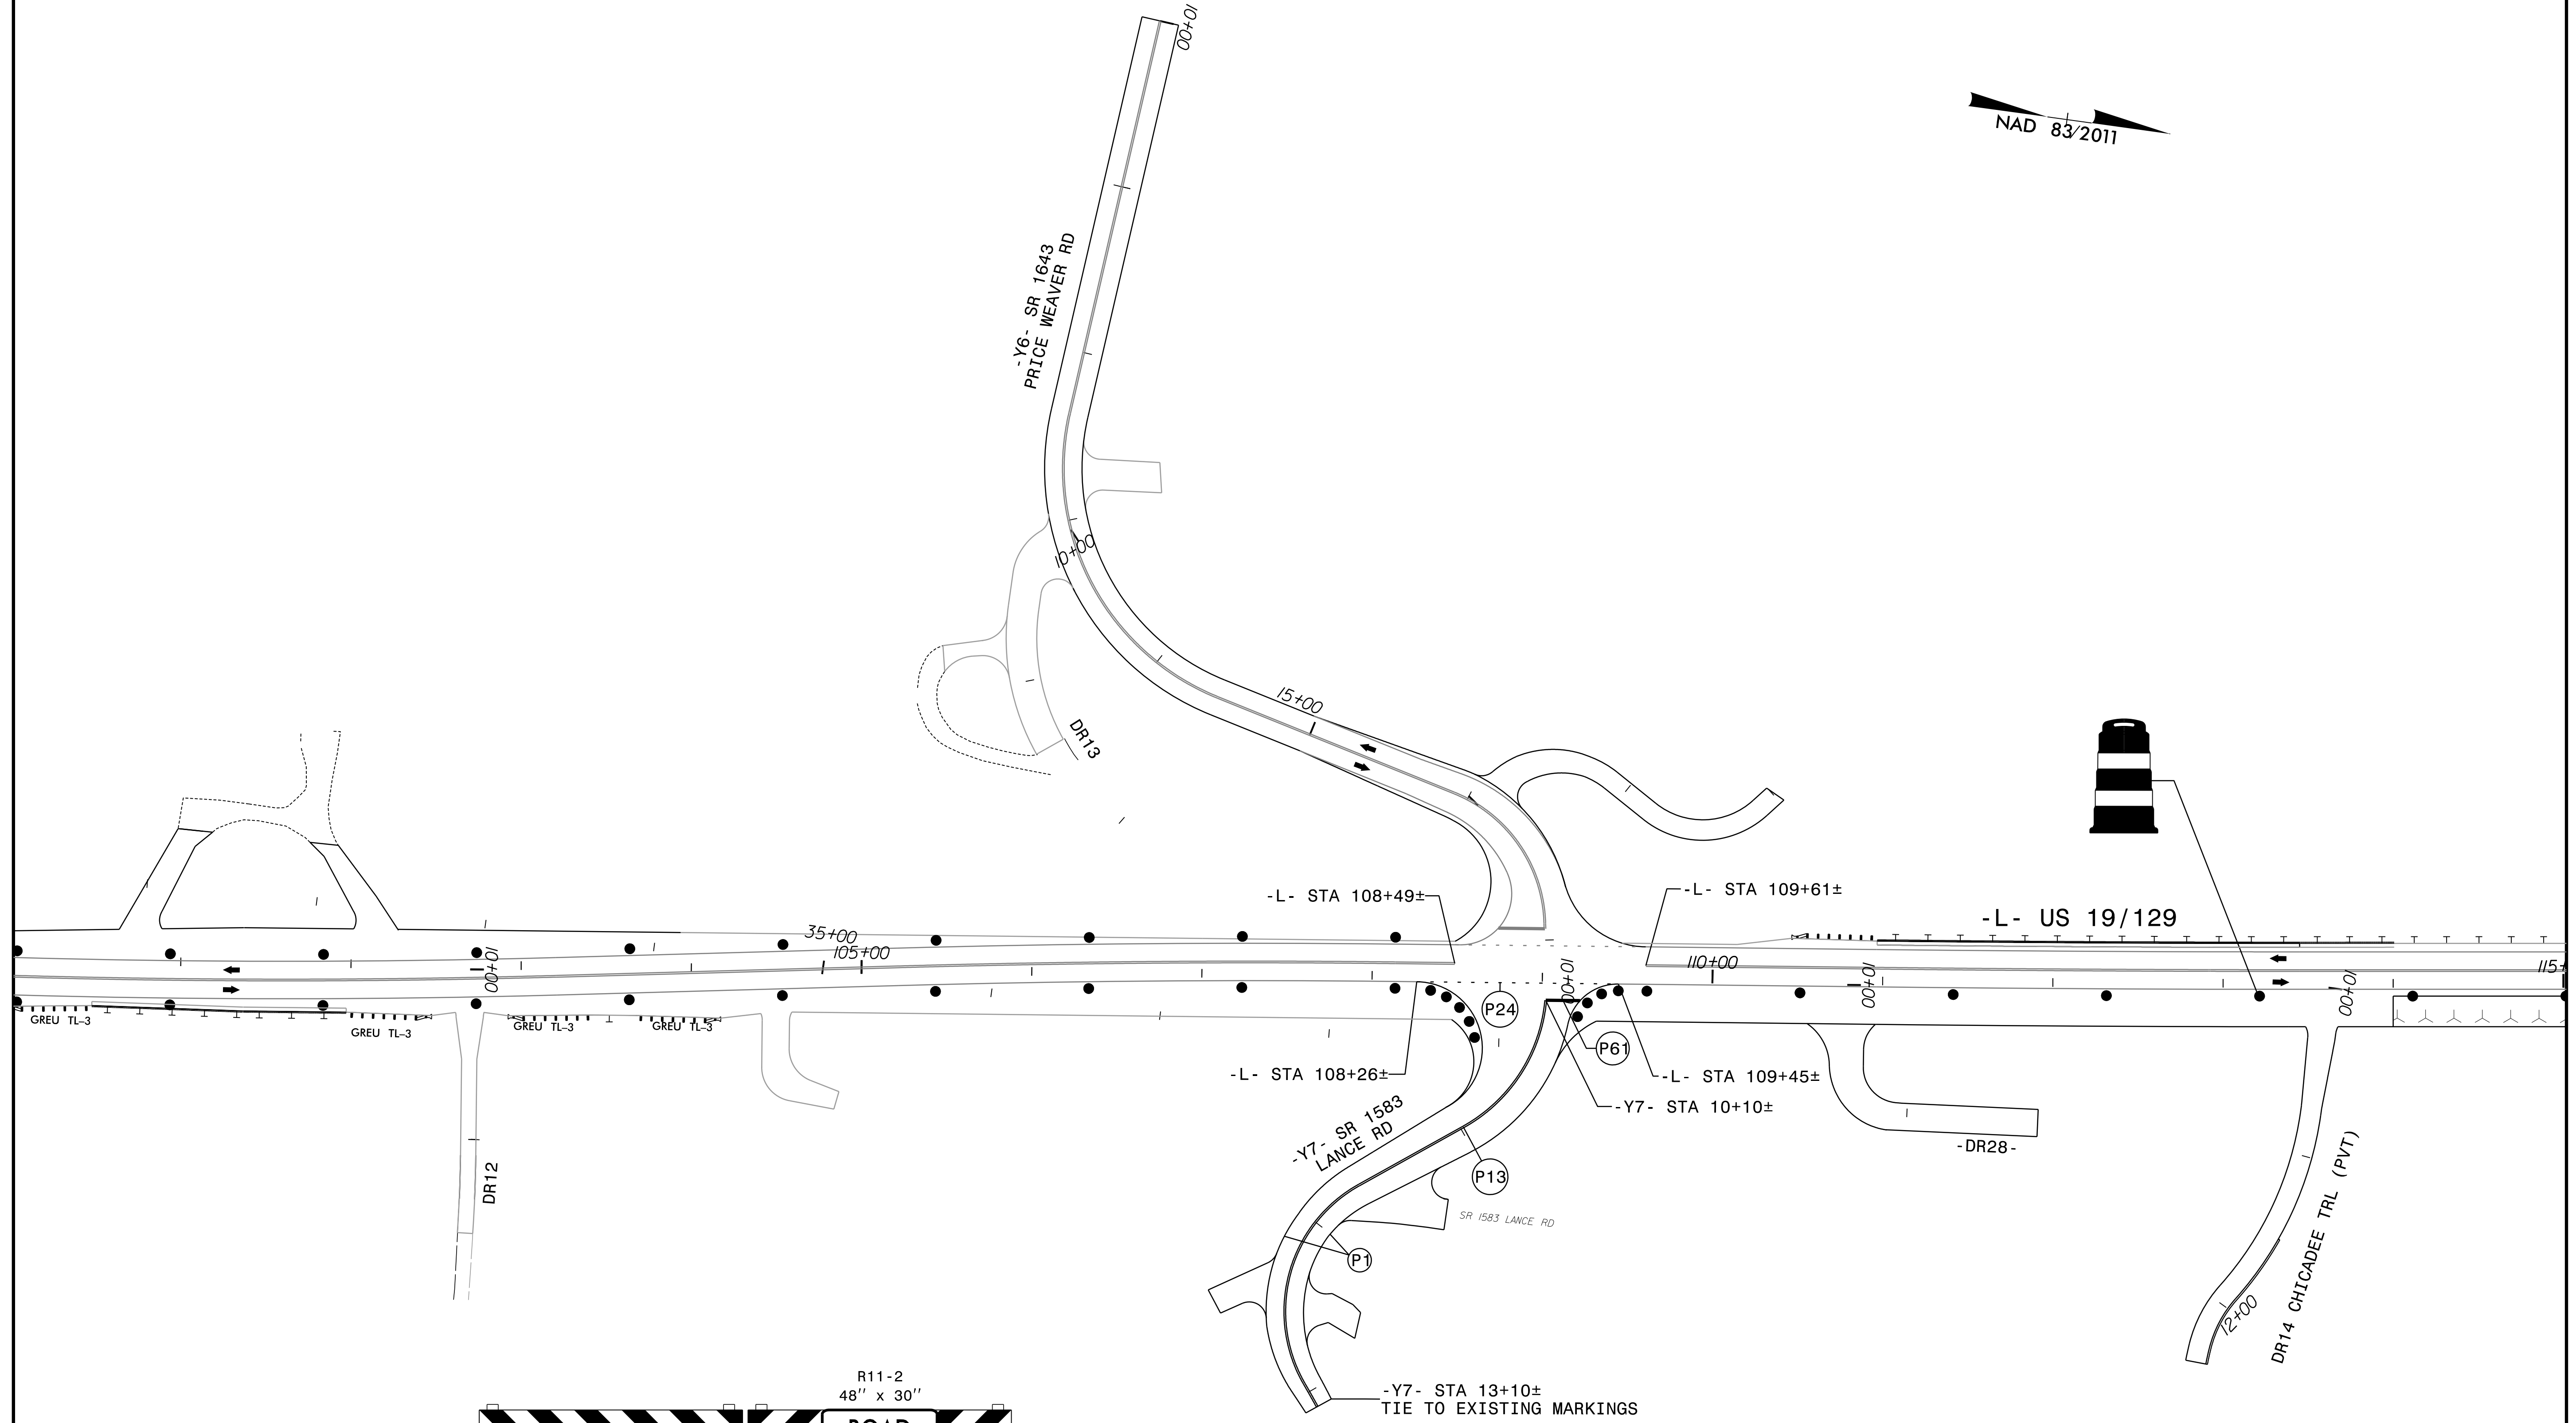 10+00
NAD 83/2011
-Y6- SR 1643
PRICE WEAVER RD
10+00
15+00
DR13
-L- STA 108+49±
-L- STA 109+61±
-L- US 19/129
35+00
105+00
10+00
110+00
10+00
10+00
10+00
115+
GREU TL-3
GREU TL-3
GREU TL-3
GREU TL-3
P24
P61
-L- STA 108+26±
-L- STA 109+45±
-Y7- STA 10+10±
-Y7- SR 1583
LANCE RD
DR12
P13
-DR28-
SR 1583 LANCE RD
P1
DR14 CHICADEE TRL (PVT)
12+00
R11-2
48" x 30"
-Y7- STA 13+10±
TIE TO EXISTING MARKINGS
ROAD